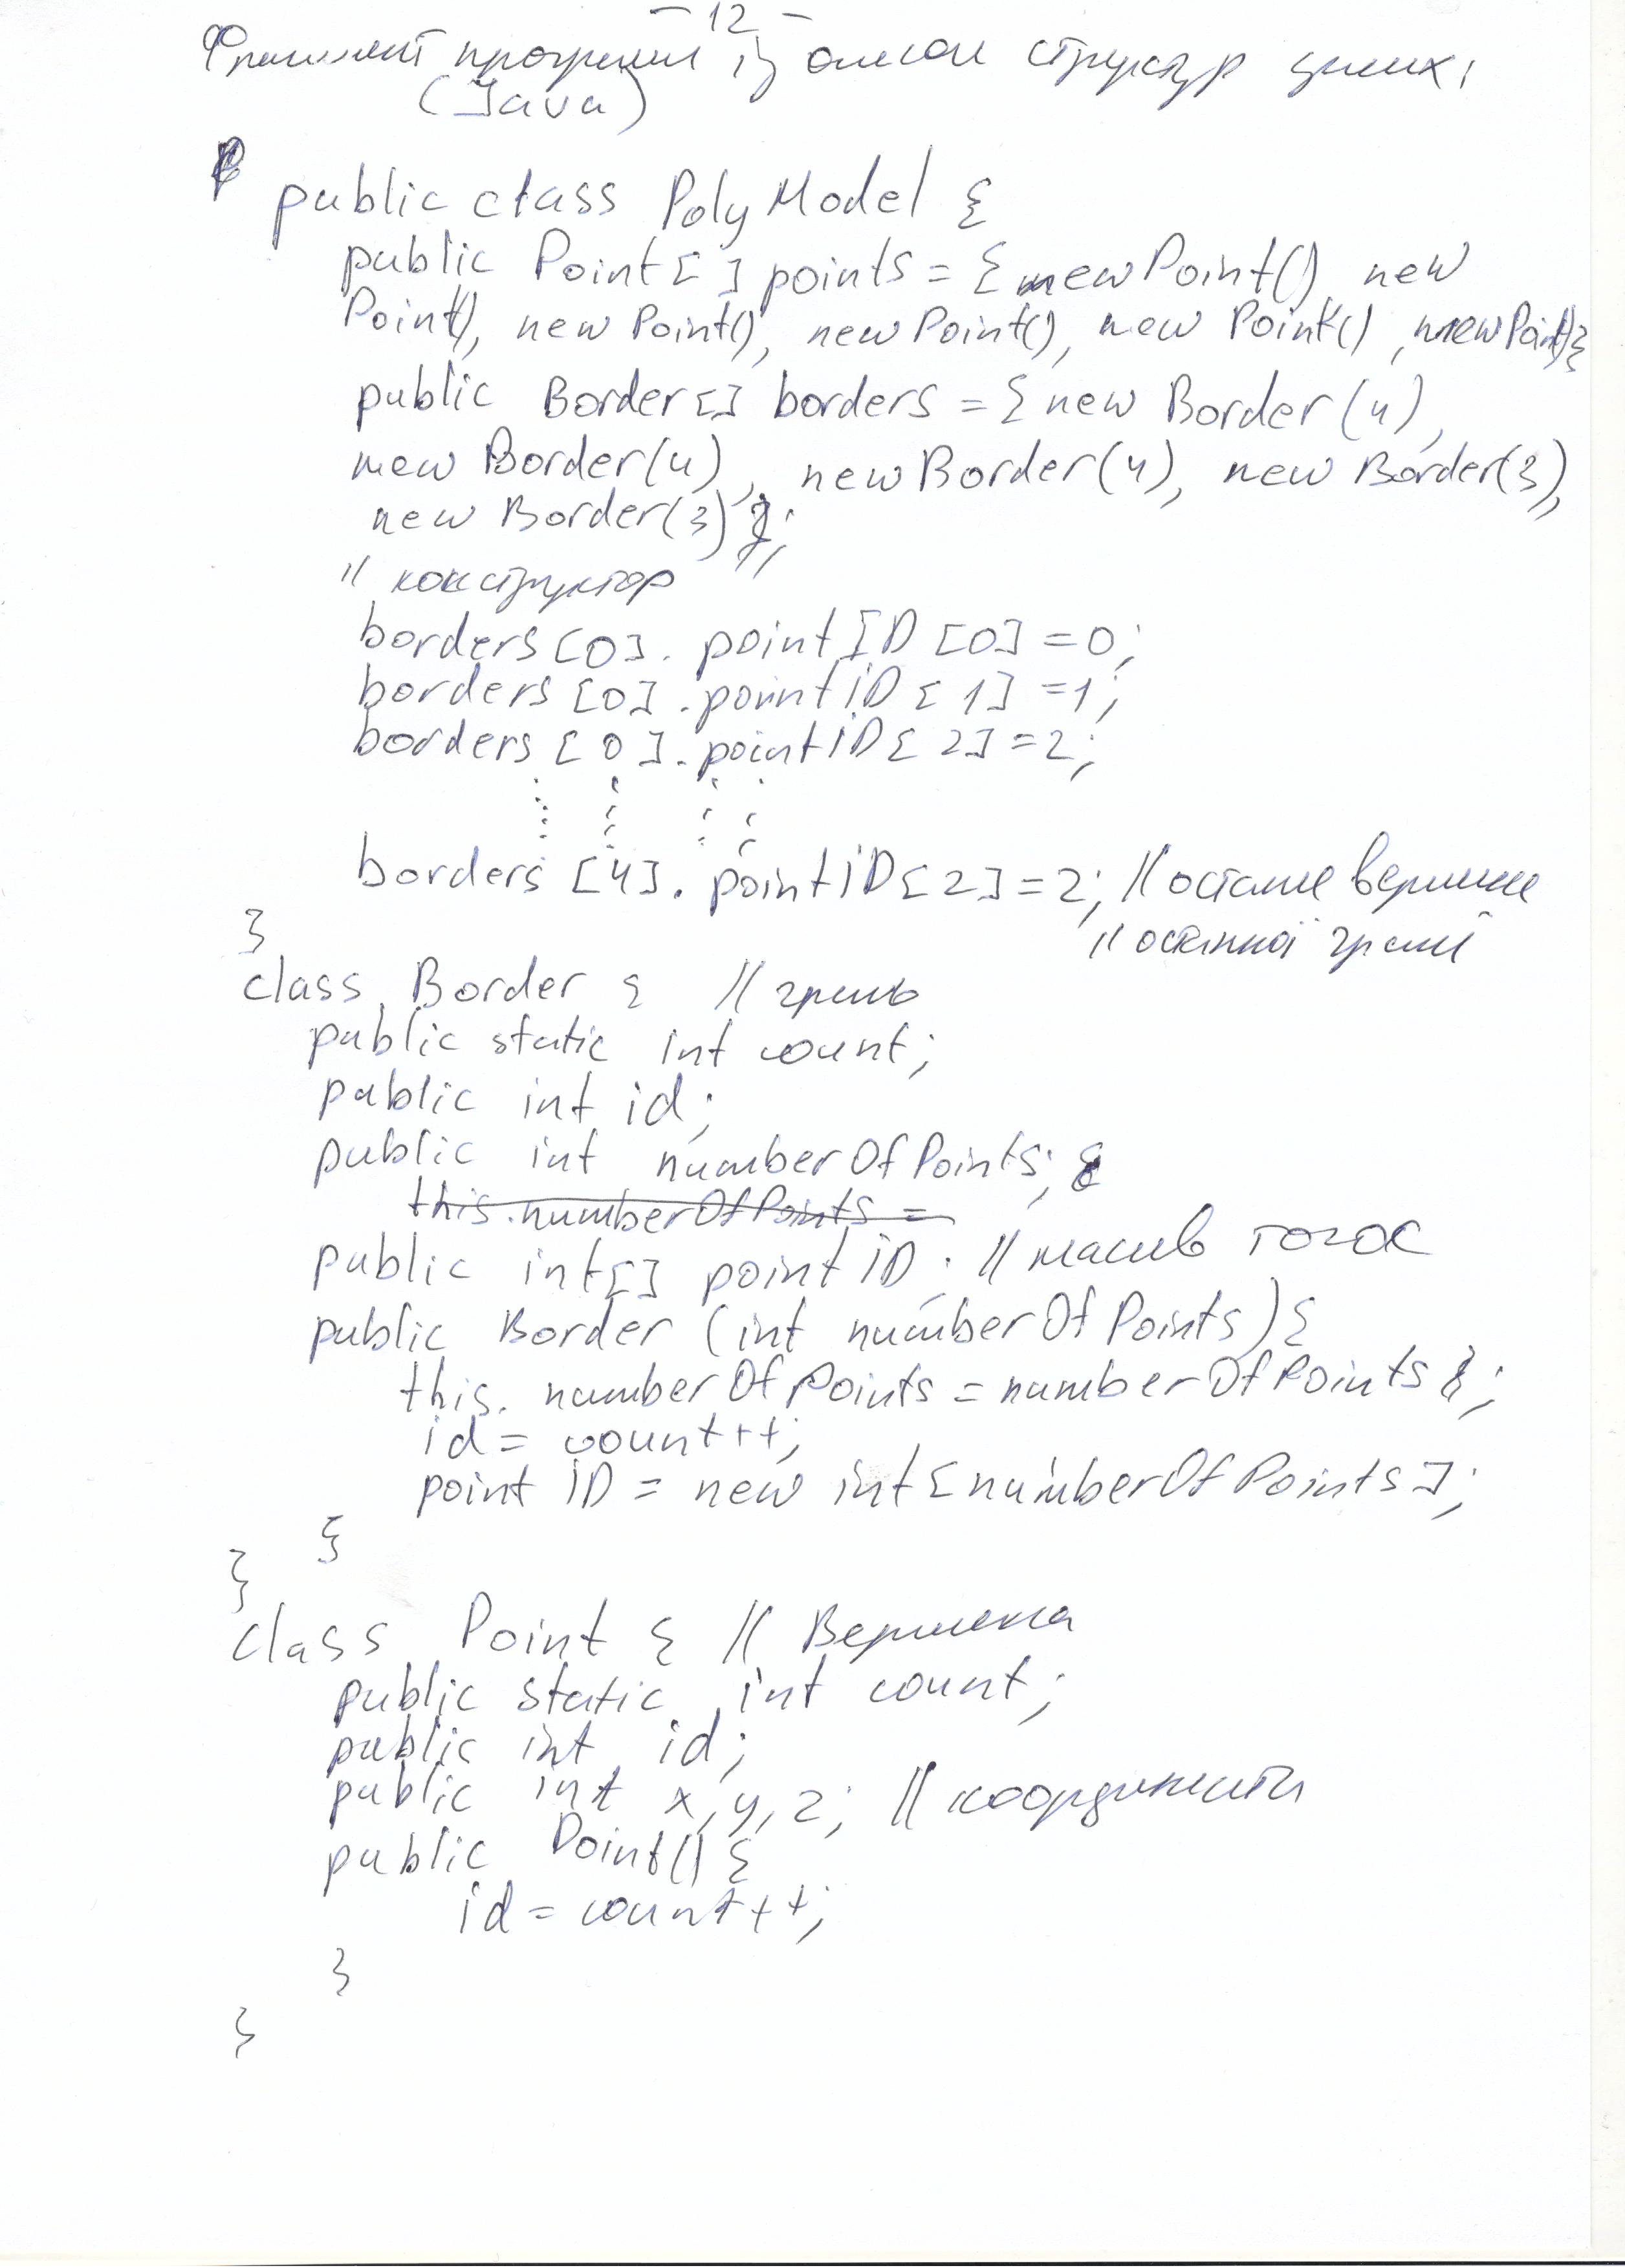 - 12 -
Фрагмент програми із описом структур даних,
(Java)
public class PolyModel {
public Point[] points = {new Point(), new
Point(), new Point(), new Point(), new Point(), new Point()}
public Border[] borders = {new Border(4),
new Border(4), new Border(4), new Border(3),
new Border(3)};
// конструктор
borders[0].pointID[0]=0;
borders[0].pointID[1]=1;
borders[0].pointID[2]=2;
borders[4].pointID[2]=2; // остання вершина
} // останньої грані
class Border { // грань
public static int count;
public int id;
public int numberOfPoints;
this.numberOfPoints =
public int[] pointID; // масив точок
public Border (int numberOfPoints) {
this.numberOfPoints = numberOfPoints;
id = count++;
pointID = new int[numberOfPoints];
}
}
class Point { // Вершина
public static int count;
public int id;
public int x, y, z; // координати
public Point() {
id = count++;
}
}